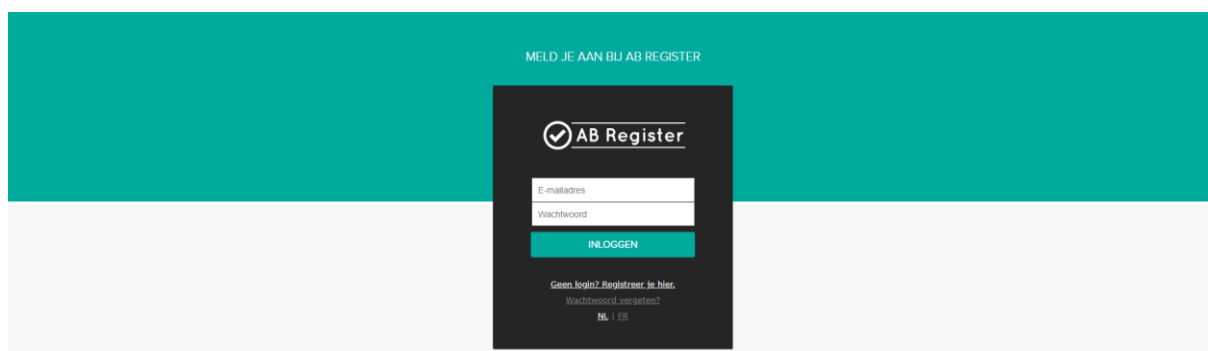 MELD JE AAN BIJ AB REGISTER
AB Register
E-mailadres
Wachtwoord
INLOGGEN
Geen login? Registreer je hier.
Wachtwoord vergeten?
NL | FR